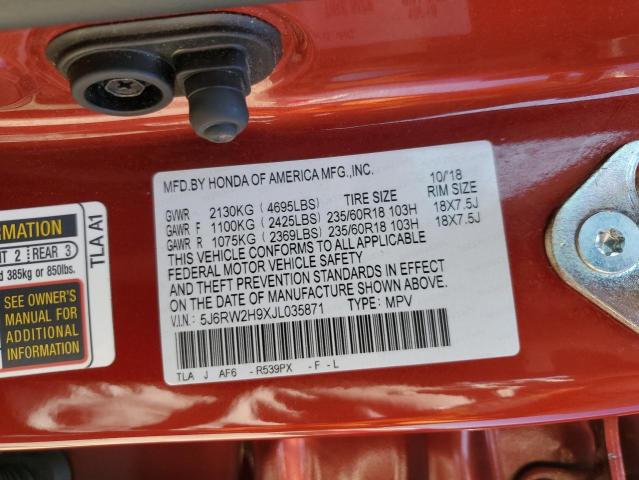 MFD.BY HONDA OF AMERICA MFG.,INC. 10/18
TIRE SIZE RIM SIZE
GVWR 2130KG (4695LBS)
GAWR F 1100KG (2425LBS) 235/60R18 103H 18X7.5J
GAWR R 1075KG (2369LBS) 235/60R18 103H 18X7.5J
THIS VEHICLE CONFORMS TO ALL APPLICABLE
FEDERAL MOTOR VEHICLE SAFETY
AND THEFT PREVENTION STANDARDS IN EFFECT
ON THE DATE OF MANUFACTURE SHOWN ABOVE.
V.I.N.: 5J6RW2H9XJL035871 TYPE: MPV
TLA J AF6 - R539PX - F - L
REAR 3
385kg or 850lbs.
SEE OWNER'S
MANUAL FOR
ADDITIONAL
INFORMATION
TLA A1